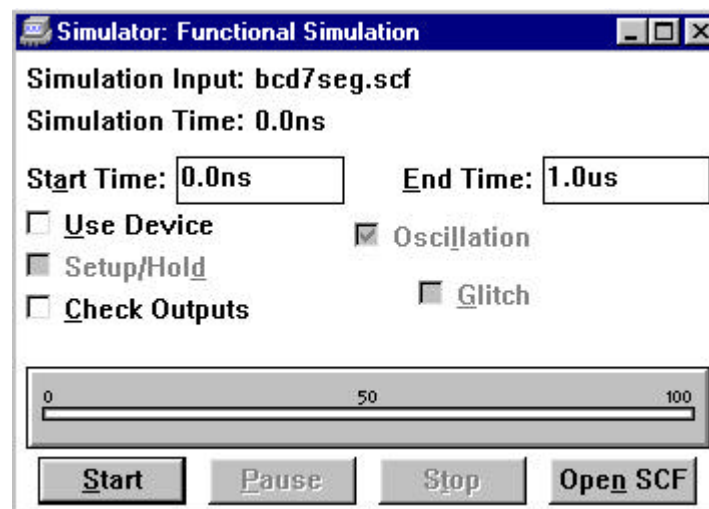 Simulator: Functional Simulation
Simulation Input: bcd7seg.scf
Simulation Time: 0.0ns
Start Time: 0.0ns End Time: 1.0us
Use Device Oscillation
Setup/Hold
Glitch
Check Outputs
0 50 100
Start Pause Stop Open SCF